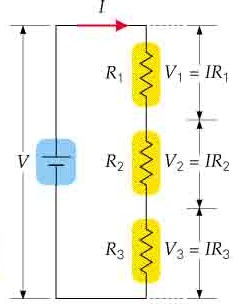 I
R₁ V₁ = IR₁
V R₂ V₂ = IR₂
R₃ V₃ = IR₃